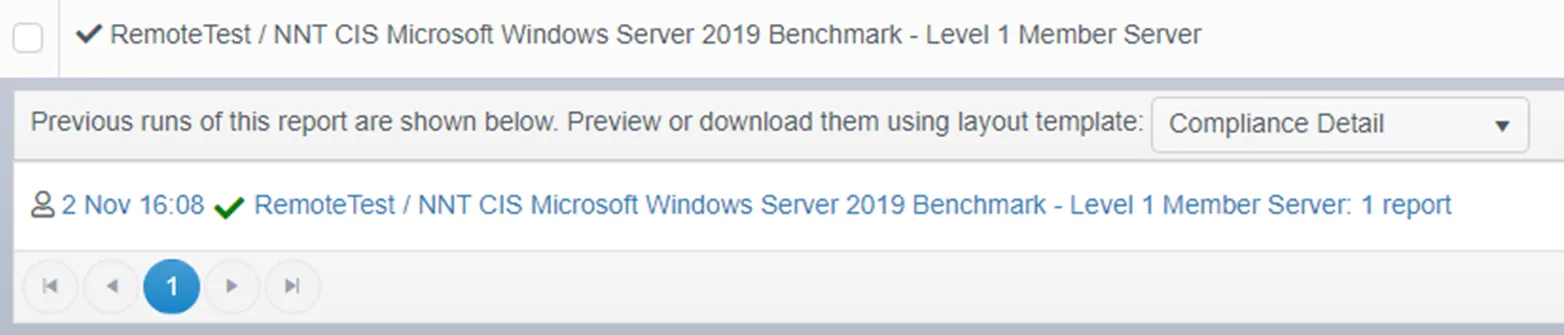 RemoteTest / NNT CIS Microsoft Windows Server 2019 Benchmark - Level 1 Member Server
Previous runs of this report are shown below. Preview or download them using layout template: Compliance Detail
2 Nov 16:08 RemoteTest / NNT CIS Microsoft Windows Server 2019 Benchmark - Level 1 Member Server: 1 report
1